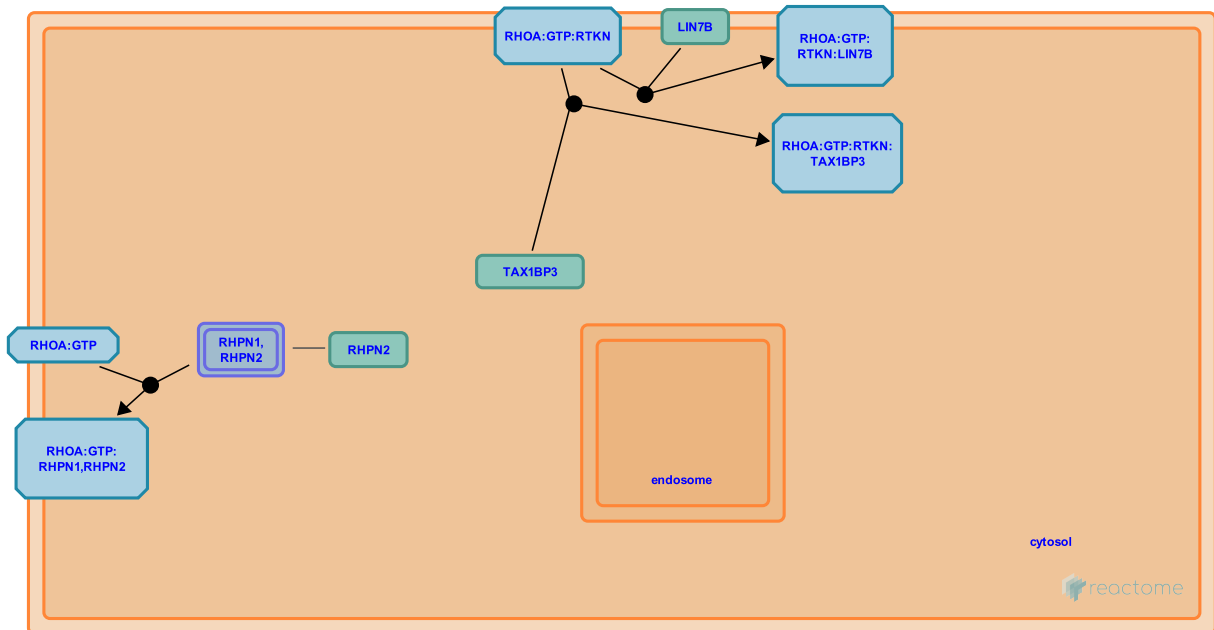 RHOA:GTP:RTKN
LIN7B
RHOA:GTP:
RTKN:LIN7B
RHOA:GTP:RTKN:
TAX1BP3
TAX1BP3
RHOA:GTP
RHPN1,
RHPN2
RHPN2
RHOA:GTP:
RHPN1,RHPN2
endosome
cytosol
reactome